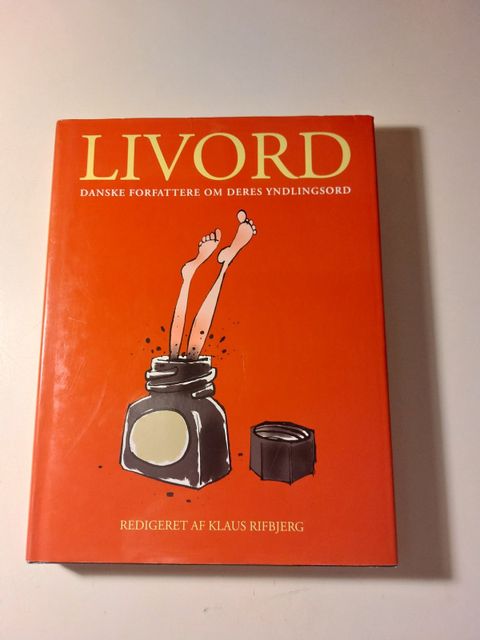 LIVORD
DANSKE FORFATTERE OM DERES YNDLINGSORD
REDIGERET AF KLAUS RIFBJERG